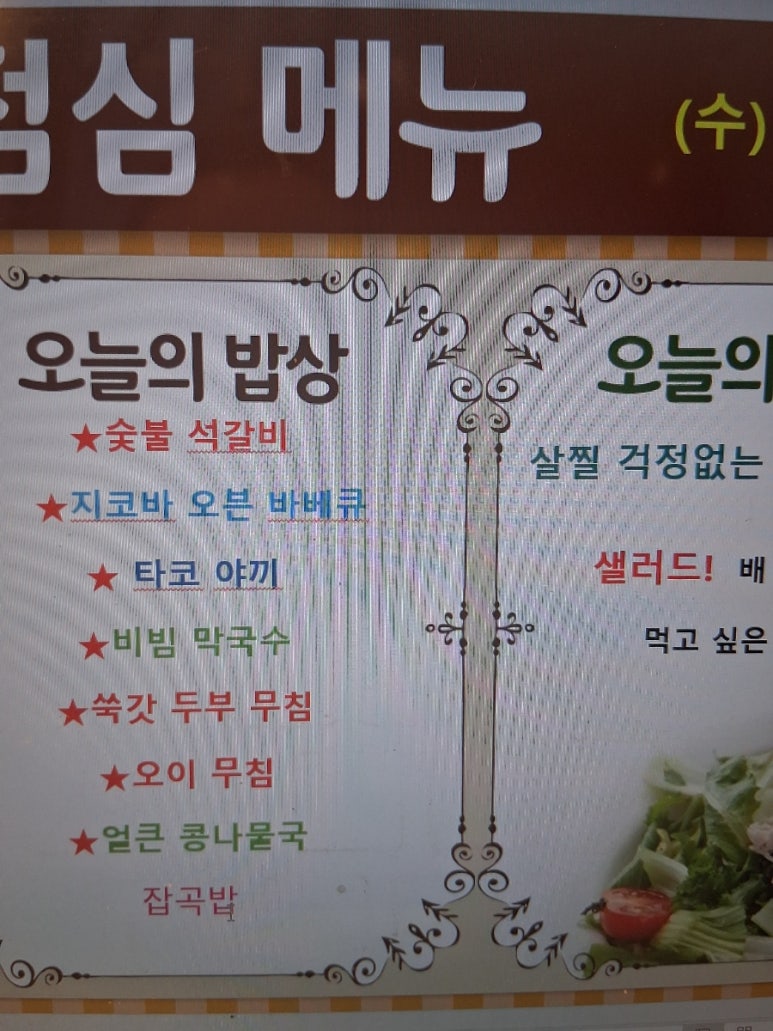 점심 메뉴 (수)
오늘의 밥상
★숯불 석갈비
★지코바 오븐 바베큐
★ 타코 야끼
★비빔 막국수
★쑥갓 두부 무침
★오이 무침
★얼큰 콩나물국
잡곡밥
오늘의
살찔 걱정없는
샐러드! 배
먹고 싶은